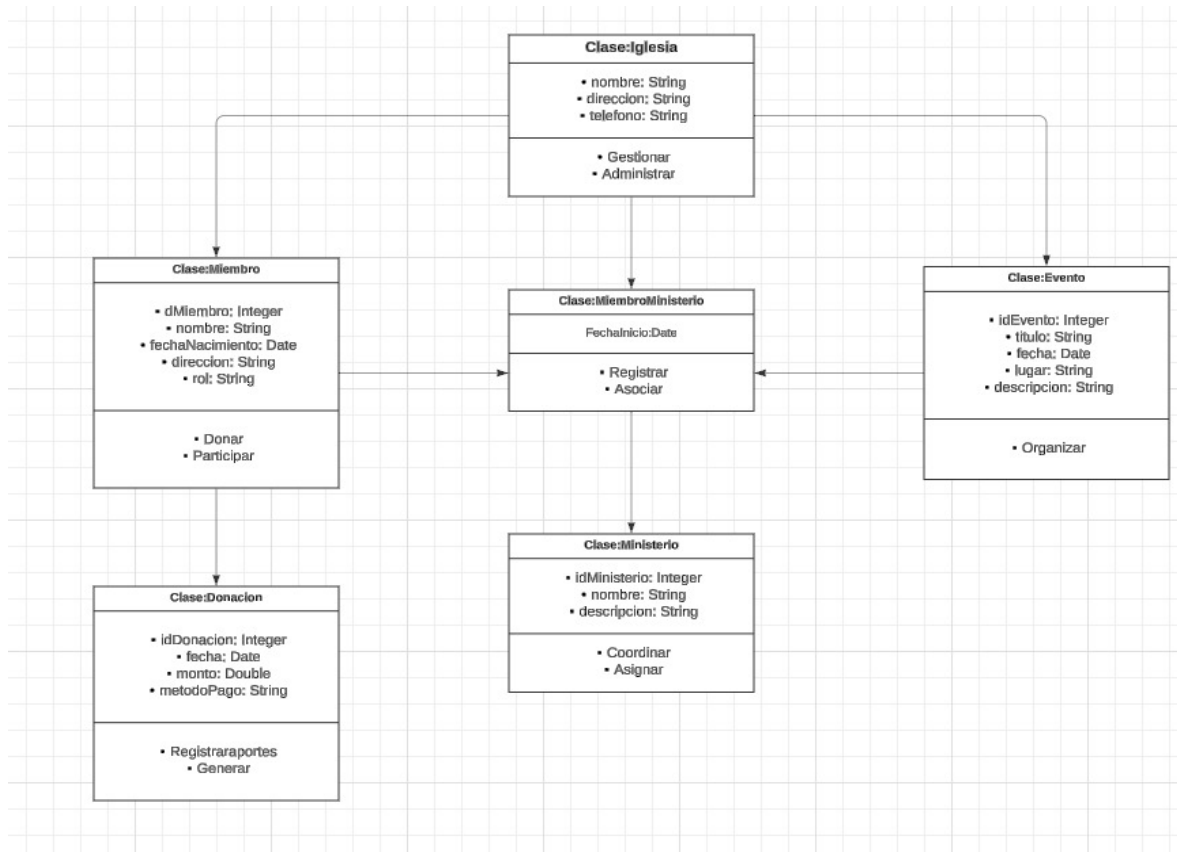 Clase:Iglesia
▪ nombre: String
▪ direccion: String
▪ telefono: String
▪ Gestionar
▪ Administrar
Clase:Miembro
▪ dMiembro: Integer
▪ nombre: String
▪ fechaNacimiento: Date
▪ direccion: String
▪ rol: String
▪ Donar
▪ Participar
Clase:MiembroMinisterio
FechaInicio:Date
▪ Registrar
▪ Asociar
Clase:Evento
▪ idEvento: Integer
▪ titulo: String
▪ fecha: Date
▪ lugar: String
▪ descripcion: String
▪ Organizar
Clase:Donacion
▪ idDonacion: Integer
▪ fecha: Date
▪ monto: Double
▪ metodoPago: String
▪ Registraraportes
▪ Generar
Clase:Ministerio
▪ idMinisterio: Integer
▪ nombre: String
▪ descripcion: String
▪ Coordinar
▪ Asignar